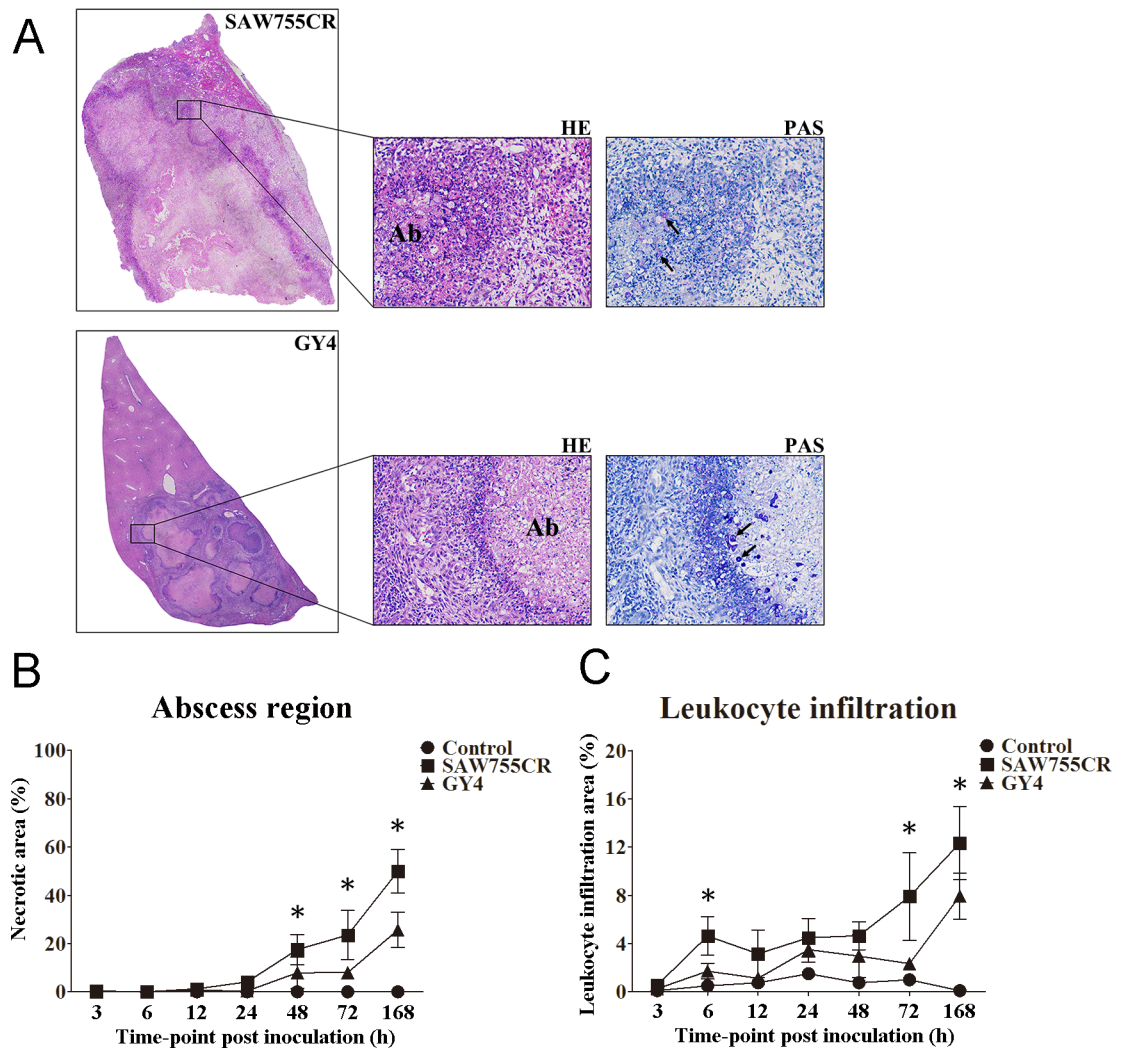 A
SAW755CR
HE
PAS
Ab
GY4
HE
PAS
Ab
B
Abscess region
Control
SAW755CR
GY4
Necrotic area (%)
100
80
60
40
20
0
* * *
3 6 12 24 48 72 168
Time-point post inoculation (h)
C
Leukocyte infiltration
Control
SAW755CR
GY4
Leukocyte infiltration area (%)
20
16
12
8
4
0
* * *
3 6 12 24 48 72 168
Time-point post inoculation (h)